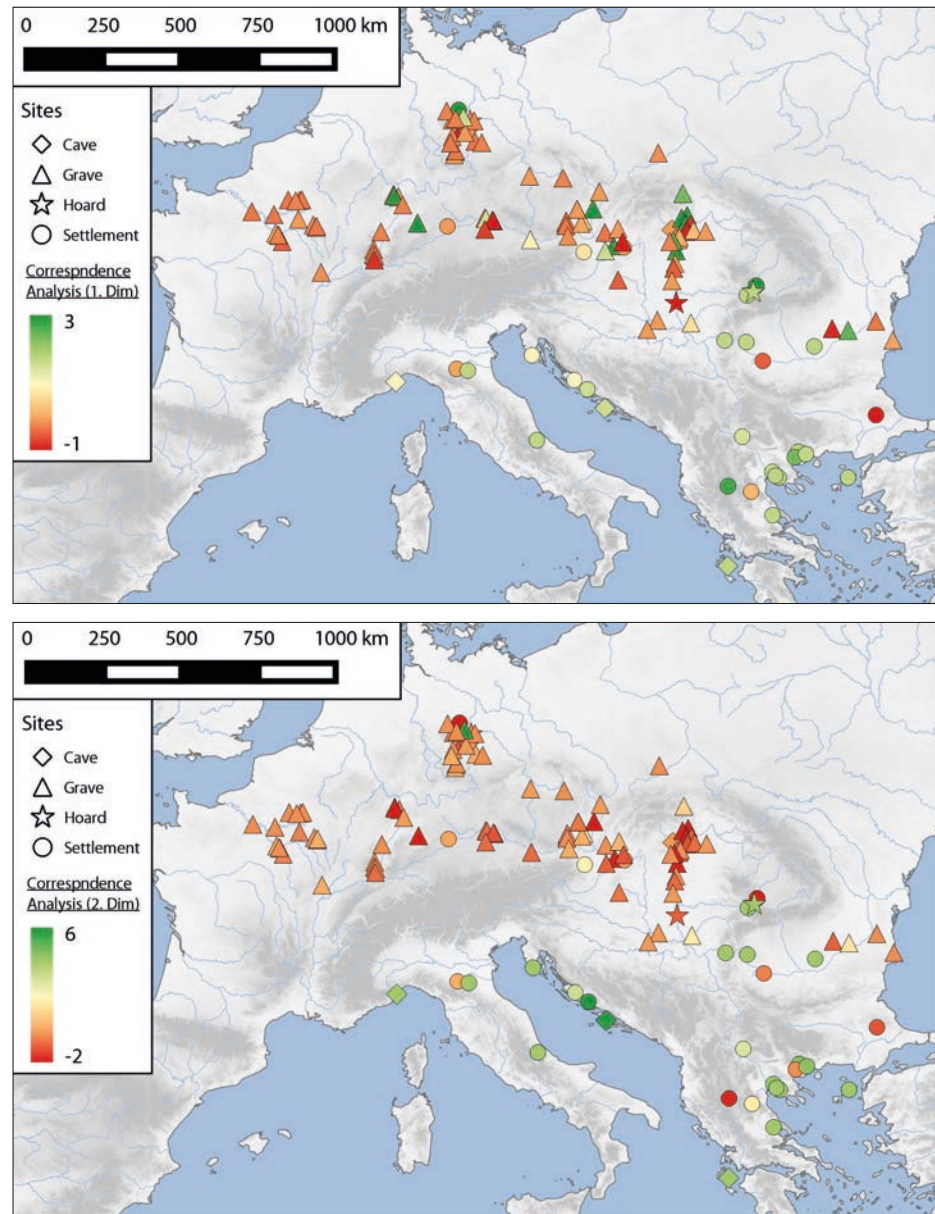 0 250 500 750 1000 km
Sites
Cave
Grave
Hoard
Settlement
Correspndence
Analysis (1, Dim)
3
-1
0 250 500 750 1000 km
Sites
Cave
Grave
Hoard
Settlement
Correspndence
Analysis (2, Dim)
6
-2